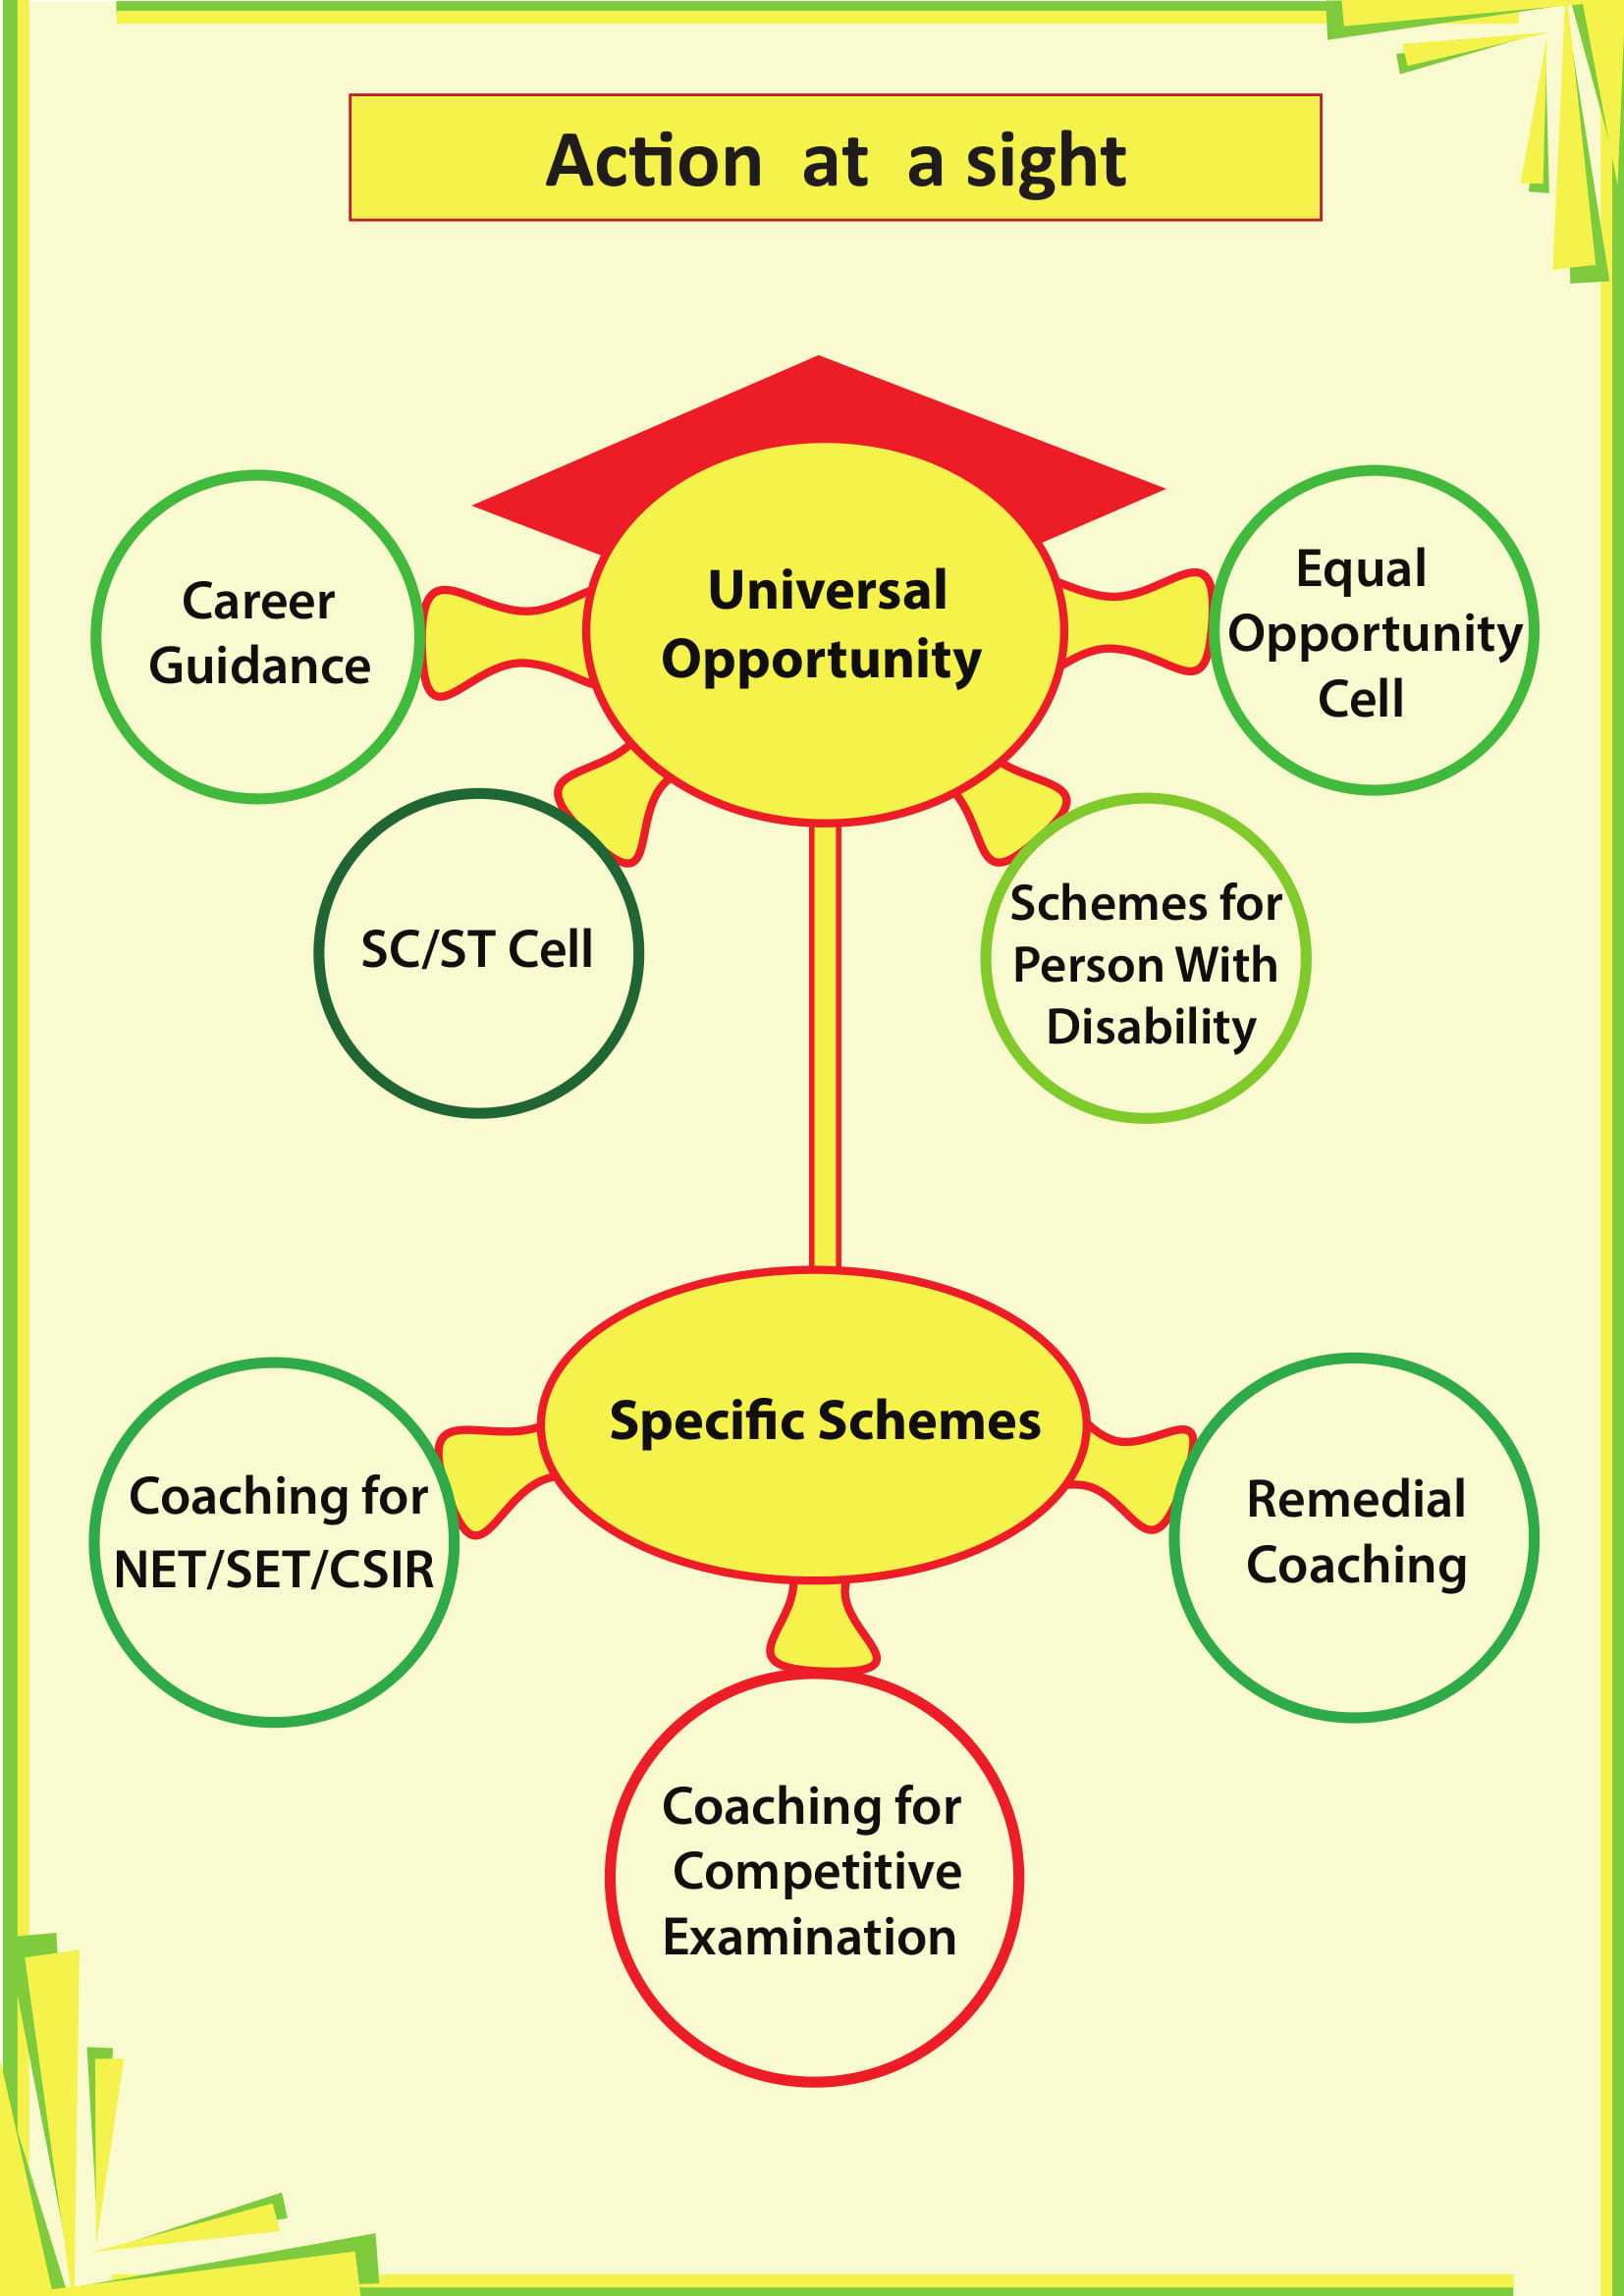 Action at a sight
Universal
Opportunity
Career
Guidance
Equal
Opportunity
Cell
SC/ST Cell
Schemes for
Person With
Disability
Specific Schemes
Coaching for
NET/SET/CSIR
Remedial
Coaching
Coaching for
Competitive
Examination